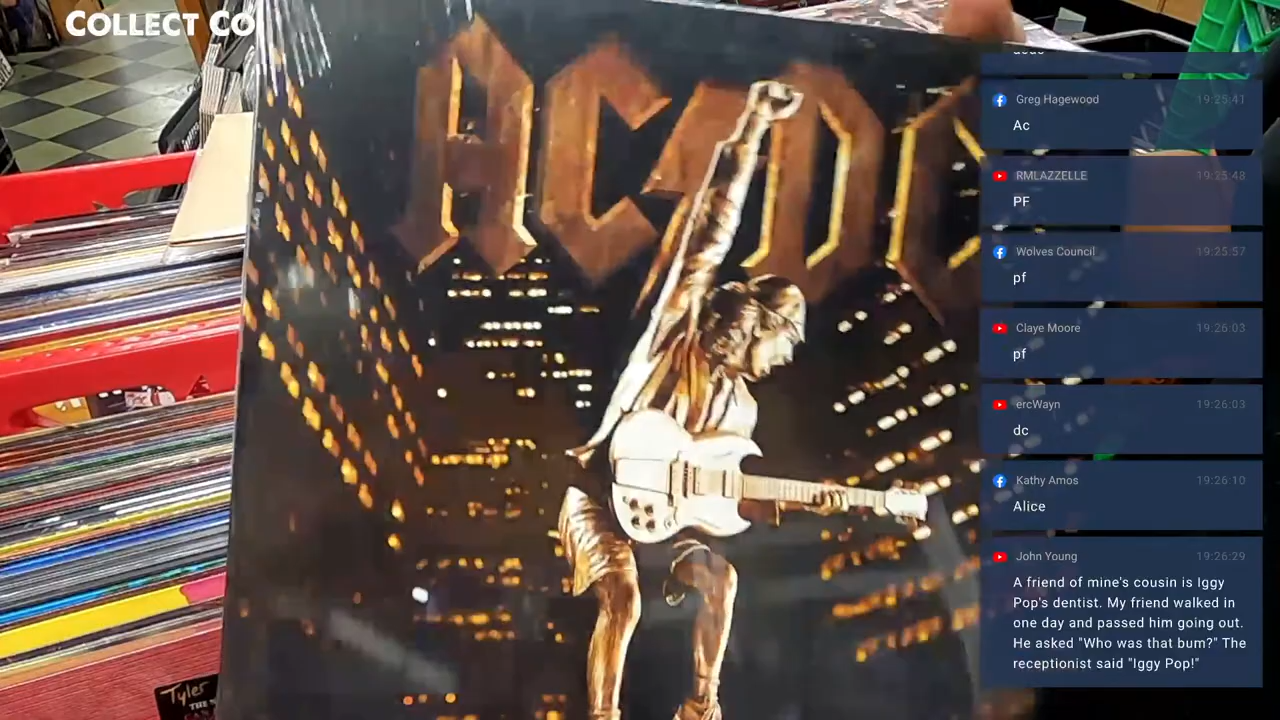 COLLECT CO
AC/DC
Greg Hagewood 19:25:41
Ac
RMLAZZELLE 19:25:48
PF
Wolves Council 19:25:57
pf
Claye Moore 19:26:03
pf
ercWayn 19:26:03
dc
Kathy Amos 19:26:10
Alice
John Young 19:26:29
A friend of mine's cousin is Iggy
Pop's dentist. My friend walked in
one day and passed him going out.
He asked "Who was that bum?" The
receptionist said "Iggy Pop!"
Tyler